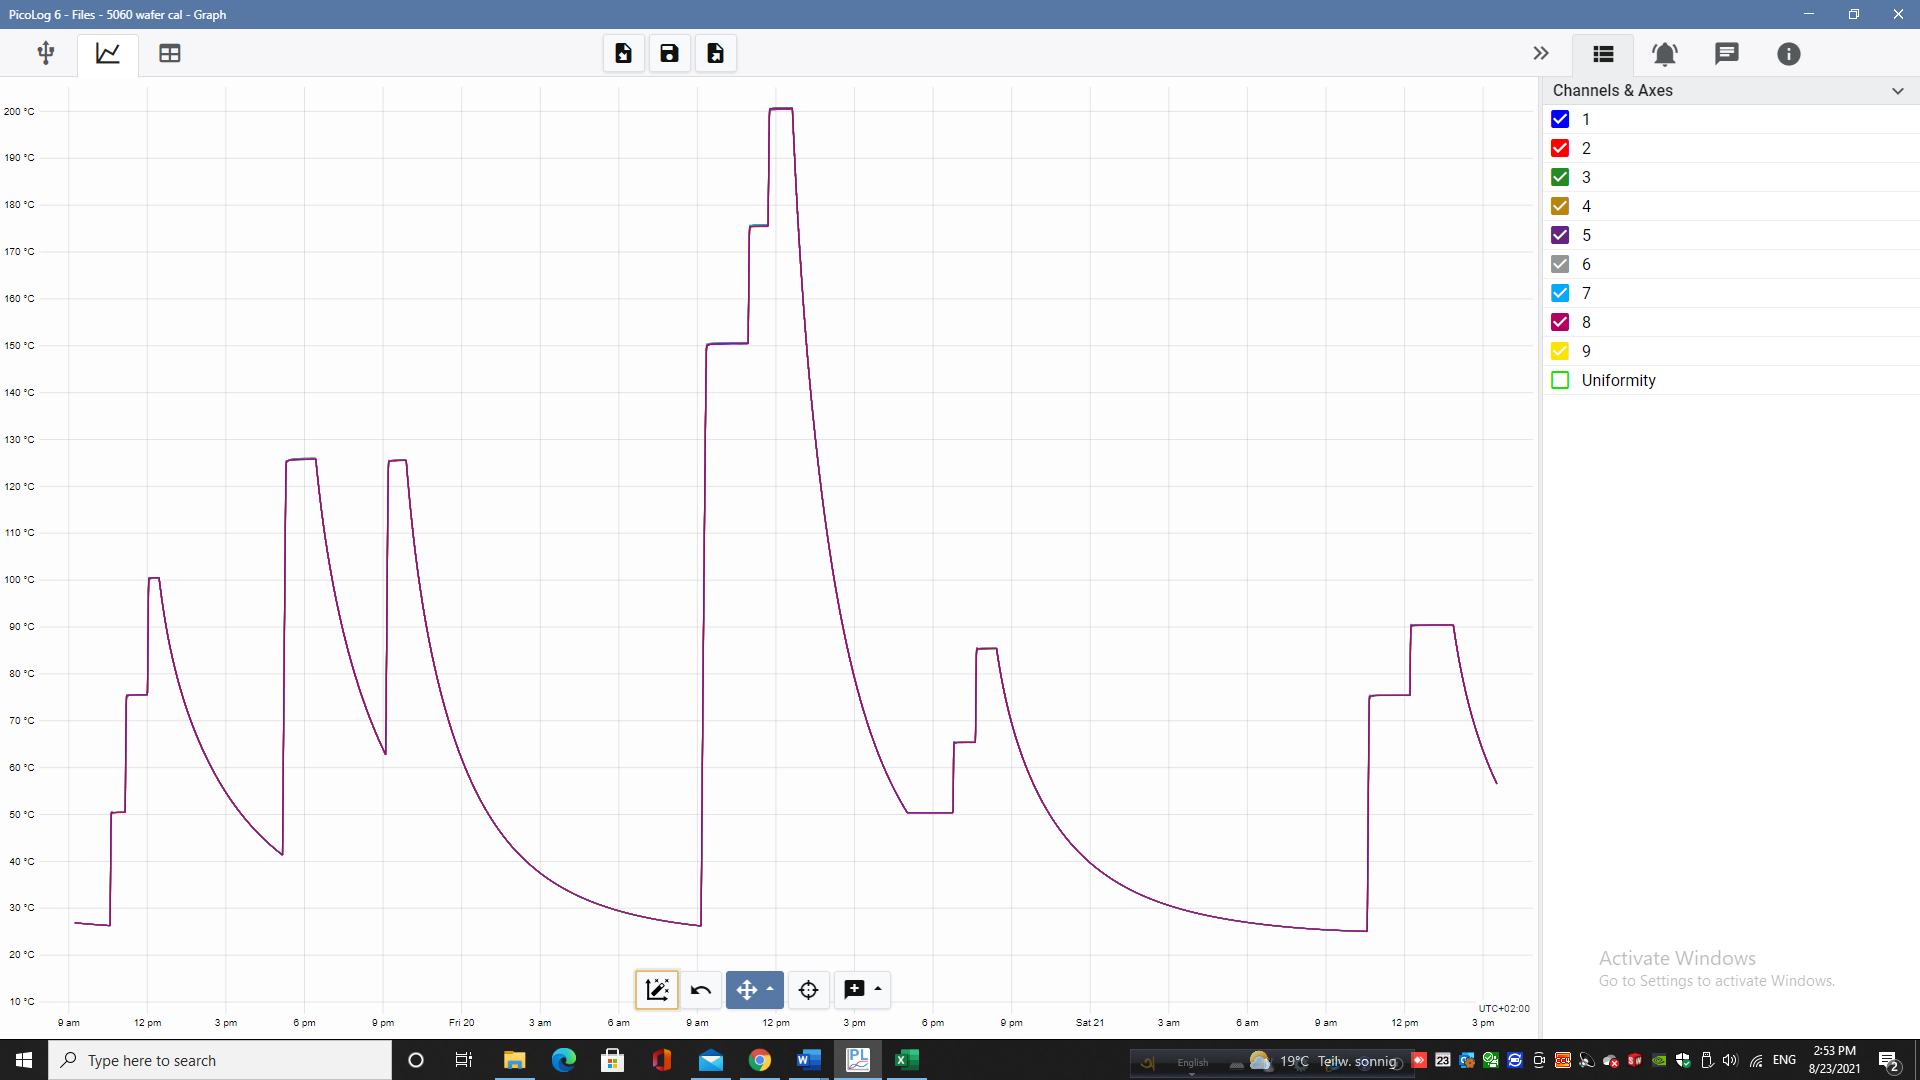 PicoLog 6 - Files - 5060 wafer cal - Graph
Channels & Axes
1
2
3
4
5
6
7
8
9
Uniformity
200 °C
190 °C
180 °C
170 °C
160 °C
150 °C
140 °C
130 °C
120 °C
110 °C
100 °C
90 °C
80 °C
70 °C
60 °C
50 °C
40 °C
30 °C
20 °C
10 °C
UTC+02:00
9 am 12 pm 3 pm 6 pm 9 pm Fri 20 3 am 6 am 9 am 12 pm 3 pm 6 pm 9 pm Sat 21 3 am 6 am 9 am 12 pm 3 pm
Activate Windows
Go to Settings to activate Windows.
Type here to search
English
19°C Teilw. sonnig
23
ENG
2:53 PM
8/23/2021
2